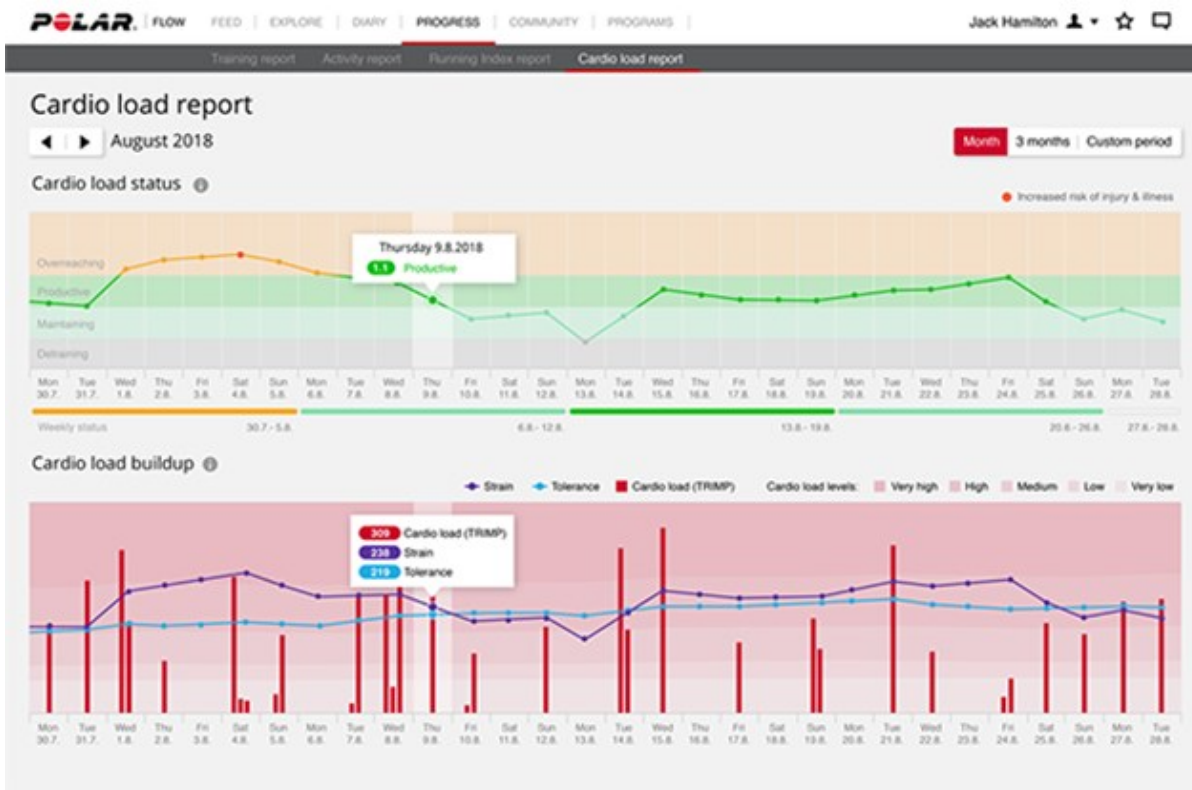 POLAR. FLOW FEED EXPLORE DIARY PROGRESS COMMUNITY PROGRAMS Jack Hamilton
Training report Activity report Running Index report Cardio load report
Cardio load report
August 2018 Month 3 months Custom period
Cardio load status
Increased risk of injury & illness
Thursday 9.8.2018
1.1 Productive
Overreaching
Productive
Maintaining
Detraining
Mon Tue Wed Thu Fri Sat Sun Mon Tue Wed Thu Fri Sat Sun Mon Tue Wed Thu Fri Sat Sun Mon Tue Wed Thu Fri Sat Sun Mon Tue
30.7. 31.7. 1.8. 2.8. 3.8. 4.8. 5.8. 6.8. 7.8. 8.8. 9.8. 10.8. 11.8. 12.8. 13.8. 14.8. 15.8. 16.8. 17.8. 18.8. 19.8. 20.8. 21.8. 22.8. 23.8. 24.8. 25.8. 26.8. 27.8. 28.8.
Weekly status 30.7.- 5.8. 6.8.- 12.8. 13.8.- 19.8. 20.6.- 26.8. 27.8.- 28.8.
Cardio load buildup
Strain Tolerance Cardio load (TRIMP) Cardio load levels: Very high High Medium Low Very low
309 Cardio load (TRIMP)
238 Strain
219 Tolerance
Mon Tue Wed Thu Fri Sat Sun Mon Tue Wed Thu Fri Sat Sun Mon Tue Wed Thu Fri Sat Sun Mon Tue Wed Thu Fri Sat Sun Mon Tue
30.7. 31.7. 1.8. 2.8. 3.8. 4.8. 5.8. 6.8. 7.8. 8.8. 9.8. 10.8. 11.8. 12.8. 13.8. 14.8. 15.8. 16.8. 17.8. 18.8. 19.8. 20.8. 21.8. 22.8. 23.8. 24.8. 25.8. 26.8. 27.8. 28.8.